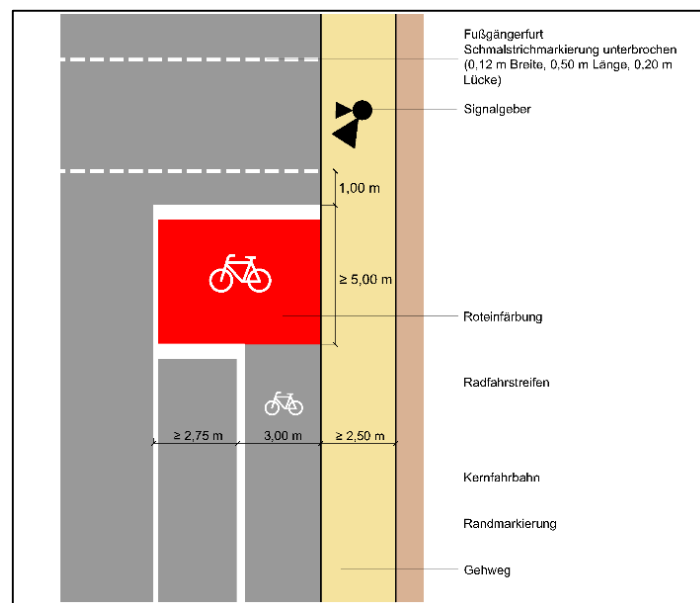 Fußgängerfurt
Schmalstrichmarkierung unterbrochen
(0,12 m Breite, 0,50 m Länge, 0.20 m
Lücke)
Signalgeber
1,00 m
≥ 5,00 m
Roteinfärbung
Radfahrstreifen
≥ 2,75 m
3,00 m
≥ 2,50 m
Kernfahrbahn
Randmarkierung
Gehweg